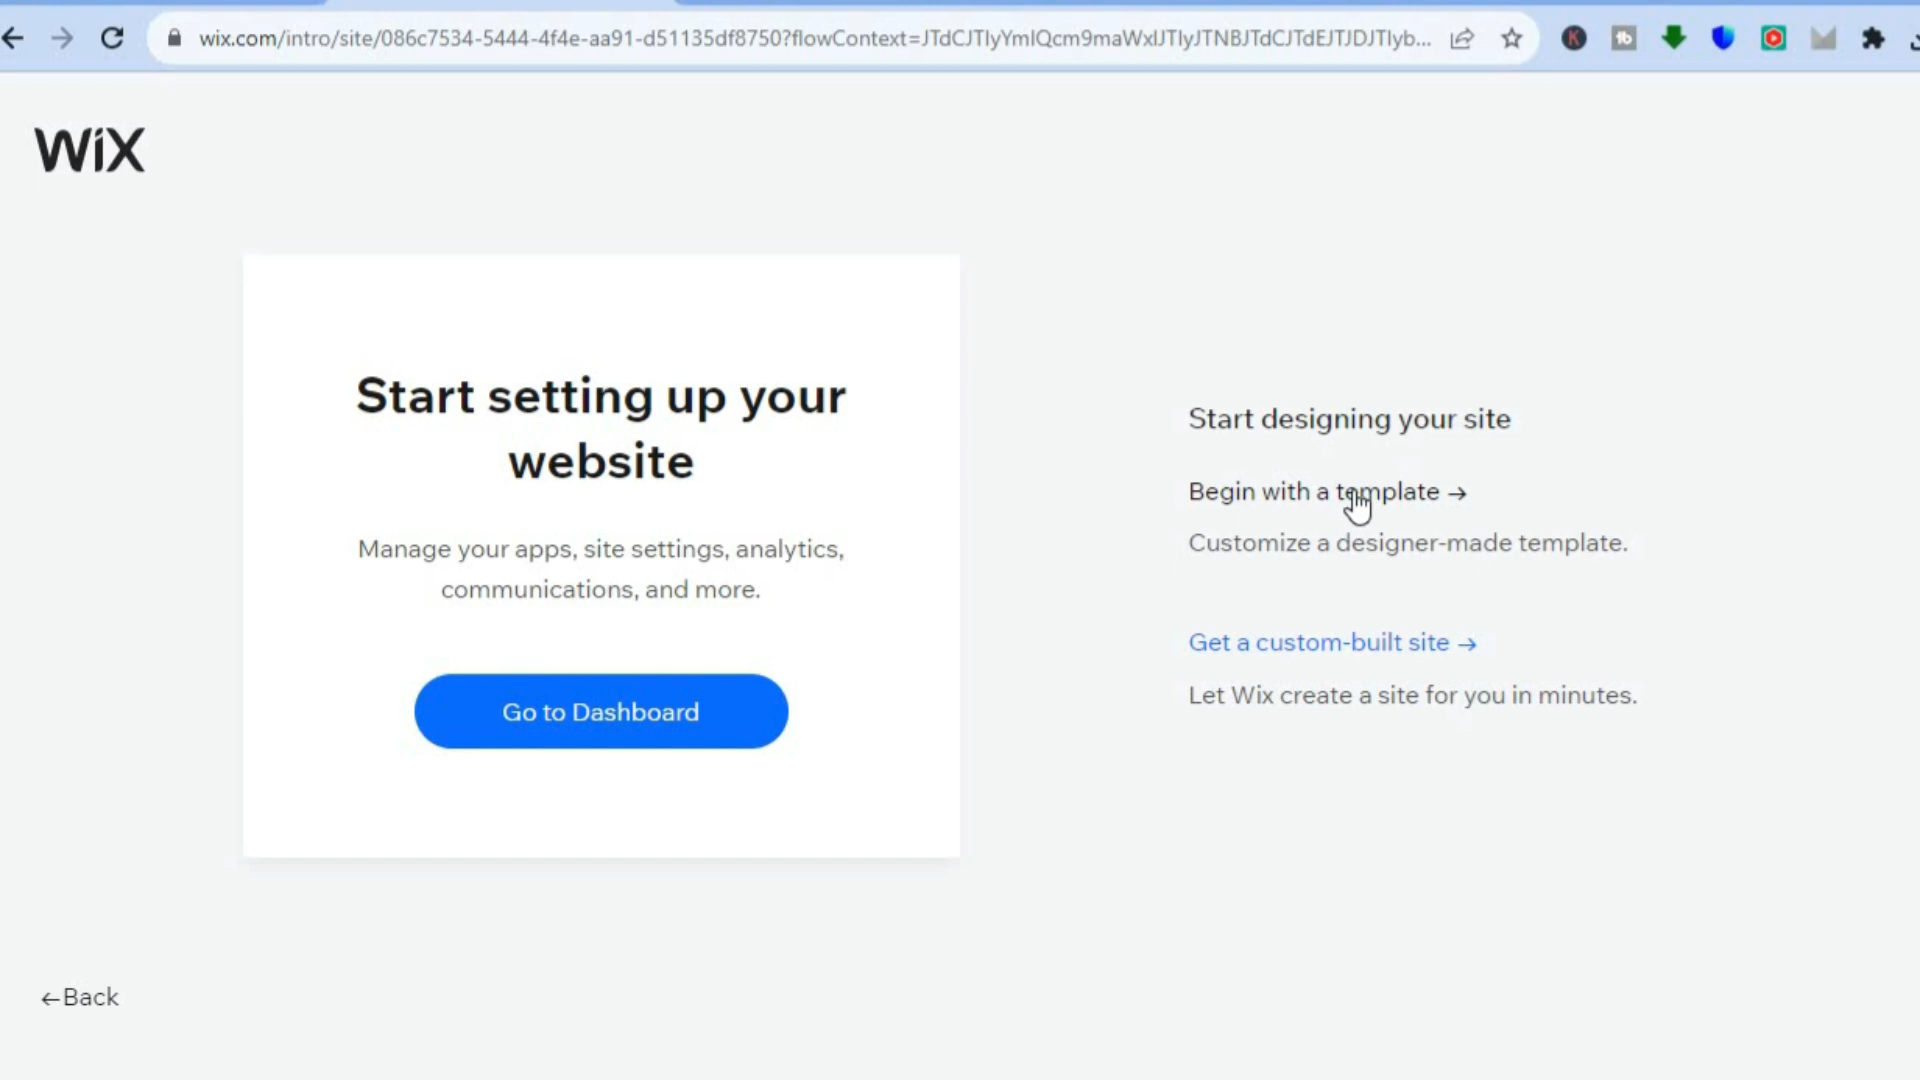 wix.com/intro/site/086c7534-5444-4f4e-aa91-d51135df8750?flowContext=JTdCJTIyYmlQcm9maWxlJTIyJTNBJTdCJTdEJTJDJTIyb...
WiX
Start setting up your
website
Manage your apps, site settings, analytics,
communications, and more.
Go to Dashboard
Start designing your site
Begin with a template →
Customize a designer-made template.
Get a custom-built site →
Let Wix create a site for you in minutes.
←Back